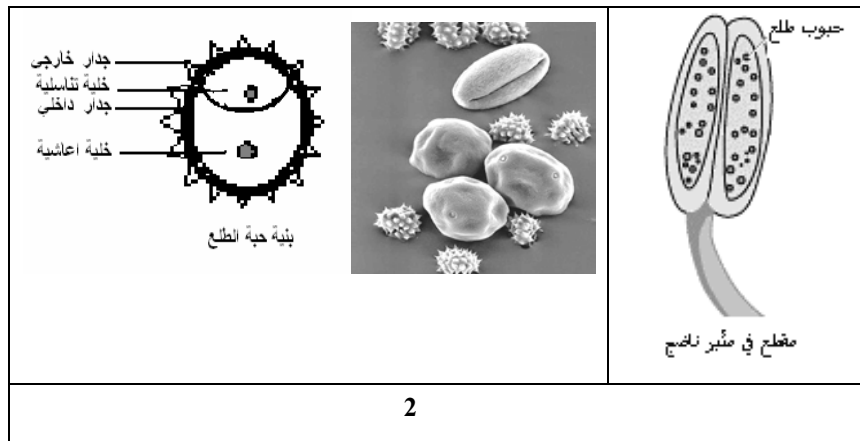 جدار خارجي
خلية تناسلية
جدار داخلي
خلية اعاشية
بنية حبة الطلع
حبوب طلع
مقطع في مئبر ناضج
2